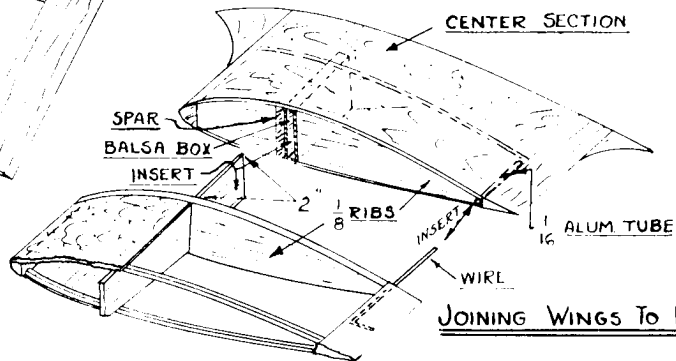 CENTER SECTION
SPAR
BALSA BOX
INSERT
2"
1/8 RIBS
INSERT
2"
1/16 ALUM. TUBE
WIRE
JOINING WINGS TO